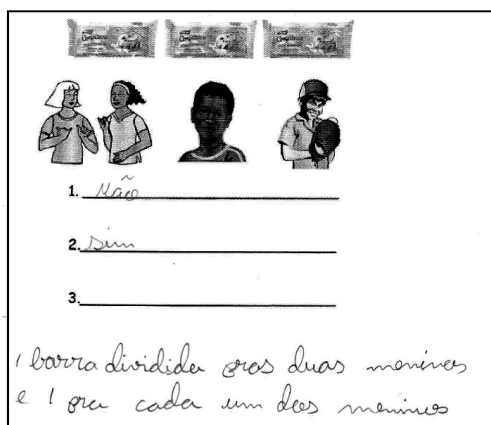 1. Não
2. Sim
3.
1 barra dividida pras duas meninas
e 1 pra cada um dos meninos